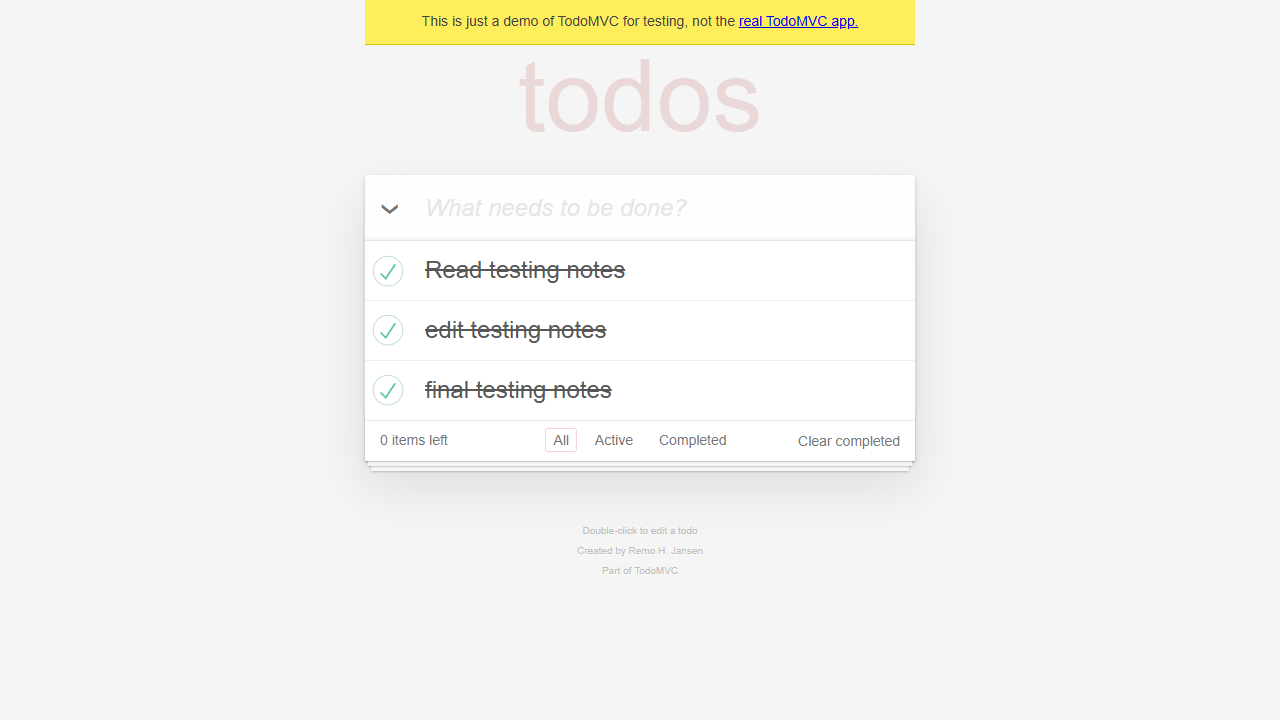 This is just a demo of TodoMVC for testing, not the real TodoMVC app.
todos
What needs to be done?
Read testing notes
edit testing notes
final testing notes
0 items left All Active Completed Clear completed
Double-click to edit a todo
Created by Remo H. Jansen
Part of TodoMVC